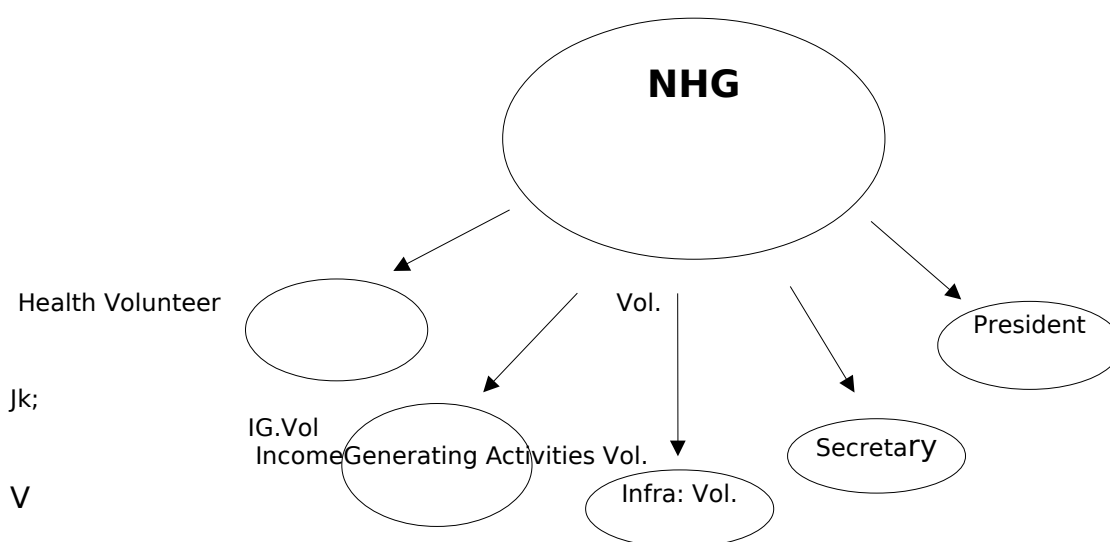 NHG
Health Volunteer
Vol.
President
Jk;
IG.Vol
IncomeGenerating Activities Vol.
Secretary
Infra: Vol.
V